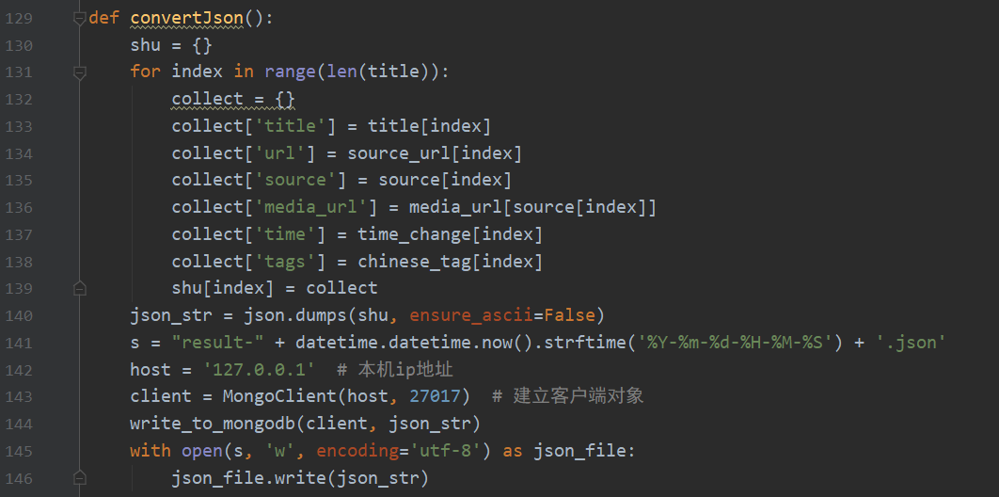 129 def convertJson():
130 shu = {}
131 for index in range(len(title)):
132 collect = {}
133 collect['title'] = title[index]
134 collect['url'] = source_url[index]
135 collect['source'] = source[index]
136 collect['media_url'] = media_url[source[index]]
137 collect['time'] = time_change[index]
138 collect['tags'] = chinese_tag[index]
139 shu[index] = collect
140 json_str = json.dumps(shu, ensure_ascii=False)
141 s = "result-" + datetime.datetime.now().strftime('%Y-%m-%d-%H-%M-%S') + '.json'
142 host = '127.0.0.1' # 本机ip地址
143 client = MongoClient(host, 27017) # 建立客户端对象
144 write_to_mongodb(client, json_str)
145 with open(s, 'w', encoding='utf-8') as json_file:
146 json_file.write(json_str)